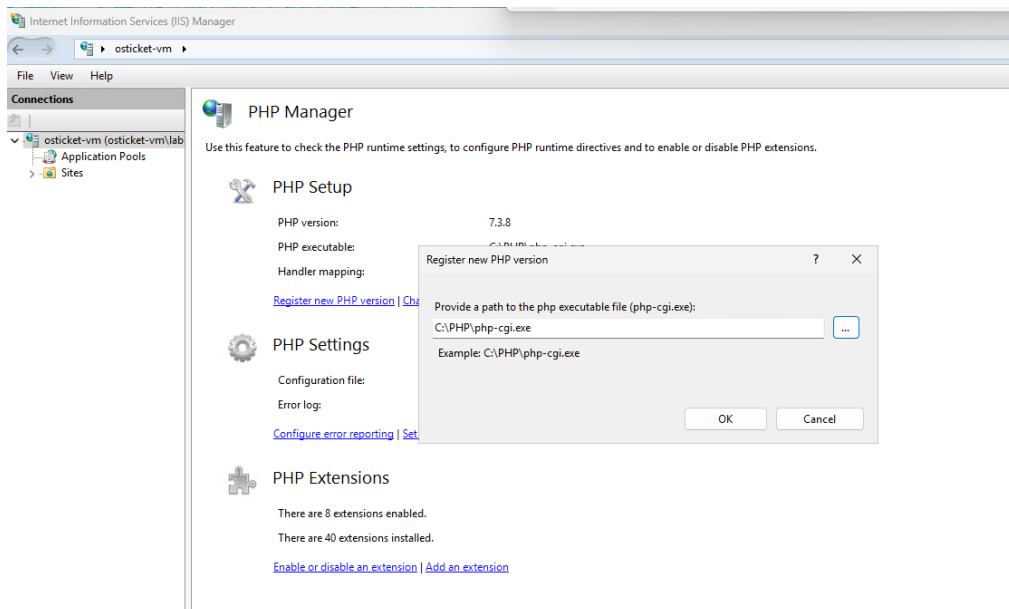 Internet Information Services (IIS) Manager
osticket-vm
File View Help
Connections
osticket-vm (osticket-vm\lab
Application Pools
Sites
PHP Manager
Use this feature to check the PHP runtime settings, to configure PHP runtime directives and to enable or disable PHP extensions.
PHP Setup
PHP version: 7.3.8
PHP executable:
Handler mapping:
Register new PHP version | Cha
Register new PHP version ?
Provide a path to the php executable file (php-cgi.exe):
C:\PHP\php-cgi.exe ...
Example: C:\PHP\php-cgi.exe
OK Cancel
PHP Settings
Configuration file:
Error log:
Configure error reporting | Set
PHP Extensions
There are 8 extensions enabled.
There are 40 extensions installed.
Enable or disable an extension | Add an extension